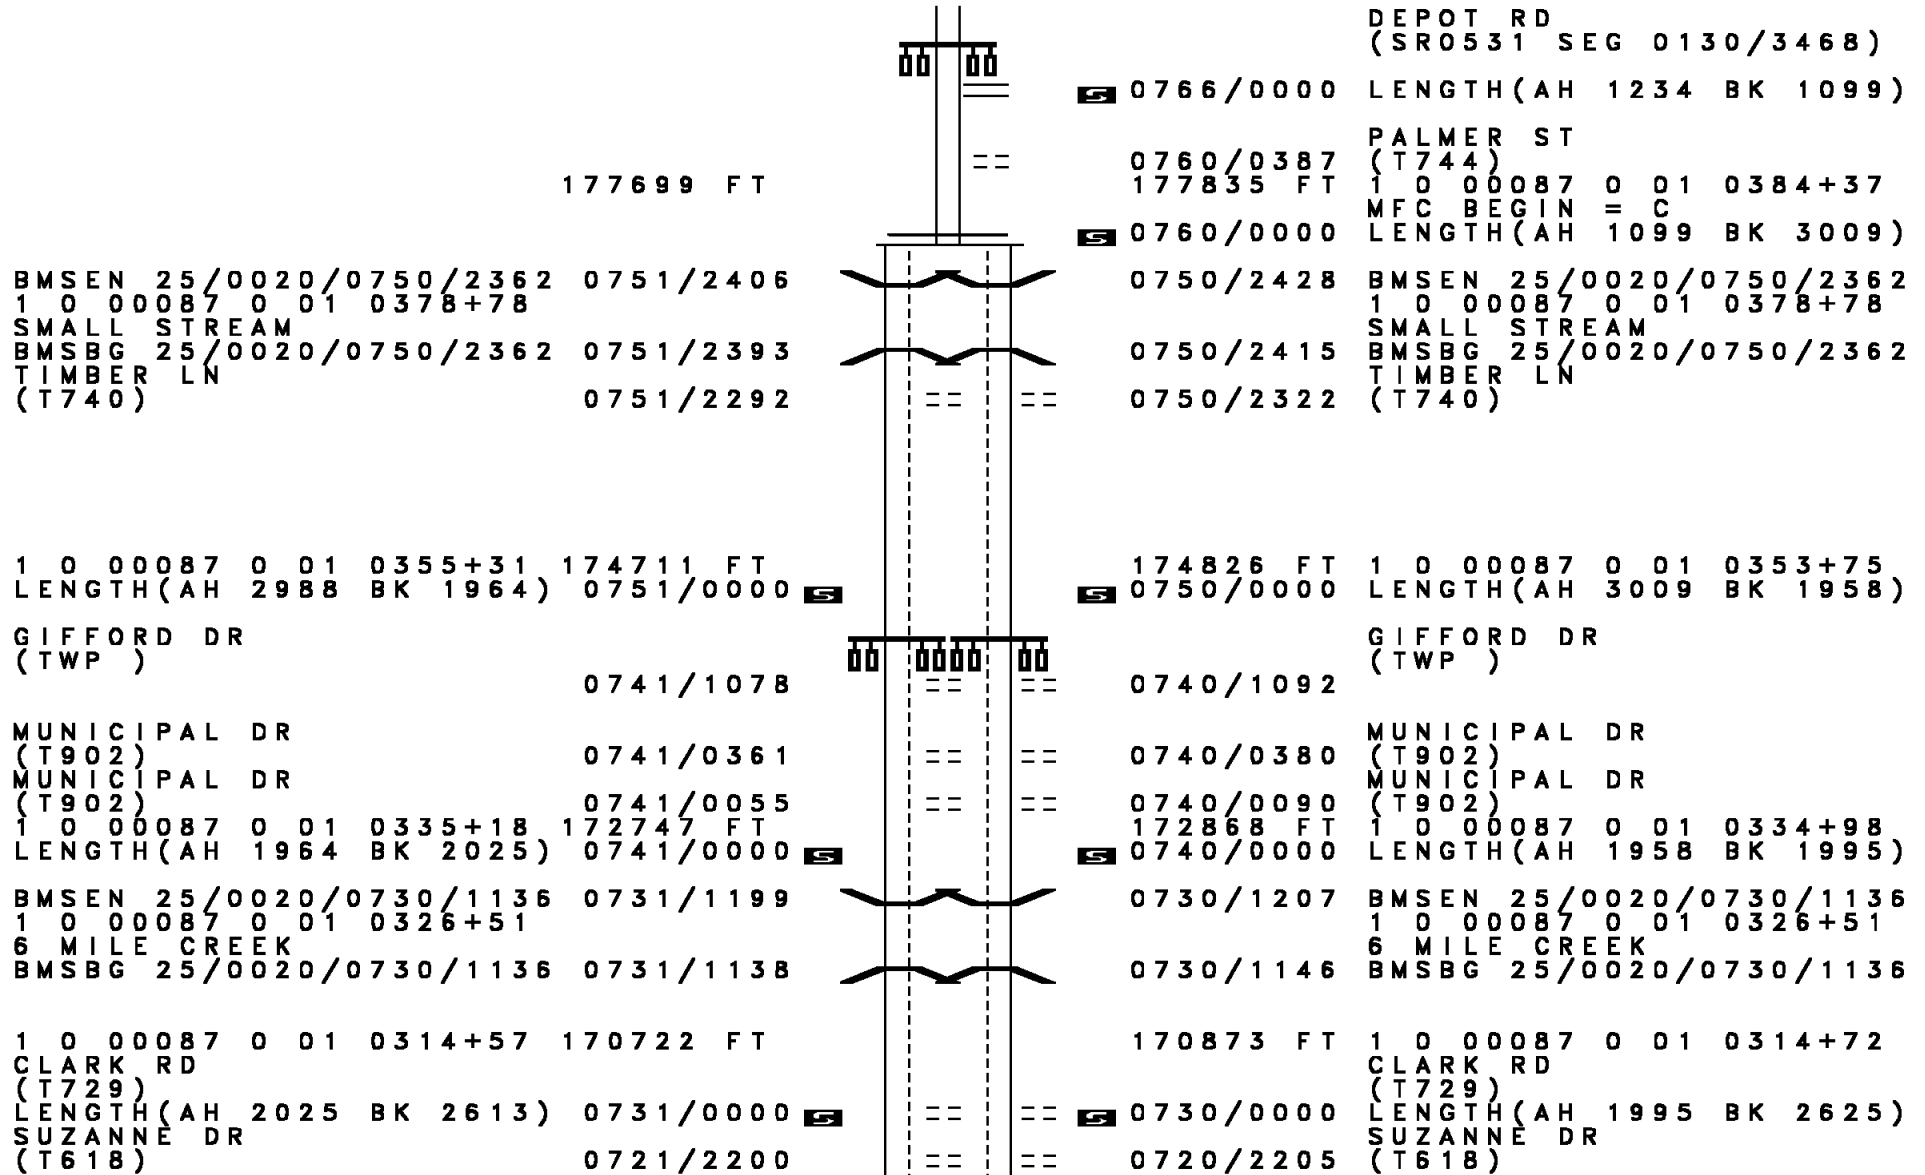 DEPOT RD
(SR0531 SEG 0130/3468)
S 0766/0000 LENGTH(AH 1234 BK 1099)
PALMER ST
0760/0387 (T744)
177699 FT 177835 FT 1 0 00087 0 01 0384+37
MFC BEGIN = C
S 0760/0000 LENGTH(AH 1099 BK 3009)
BMSEN 25/0020/0750/2362 0751/2406 0750/2428 BMSEN 25/0020/0750/2362
1 0 00087 0 01 0378+78 1 0 00087 0 01 0378+78
SMALL STREAM SMALL STREAM
BMSBG 25/0020/0750/2362 0751/2393 0750/2415 BMSBG 25/0020/0750/2362
TIMBER LN TIMBER LN
(T740) 0751/2292 0750/2322 (T740)
1 0 00087 0 01 0355+31 174711 FT 174826 FT 1 0 00087 0 01 0353+75
LENGTH(AH 2988 BK 1964) 0751/0000 S S 0750/0000 LENGTH(AH 3009 BK 1958)
GIFFORD DR GIFFORD DR
(TWP ) (TWP )
0741/1078 0740/1092
MUNICIPAL DR MUNICIPAL DR
(T902) 0741/0361 0740/0380 (T902)
MUNICIPAL DR MUNICIPAL DR
(T902) 0741/0055 0740/0090 (T902)
1 0 00087 0 01 0335+18 172747 FT 172868 FT 1 0 00087 0 01 0334+98
LENGTH(AH 1964 BK 2025) 0741/0000 S S 0740/0000 LENGTH(AH 1958 BK 1995)
BMSEN 25/0020/0730/1136 0731/1199 0730/1207 BMSEN 25/0020/0730/1136
1 0 00087 0 01 0326+51 1 0 00087 0 01 0326+51
6 MILE CREEK 6 MILE CREEK
BMSBG 25/0020/0730/1136 0731/1138 0730/1146 BMSBG 25/0020/0730/1136
1 0 00087 0 01 0314+57 170722 FT 170873 FT 1 0 00087 0 01 0314+72
CLARK RD CLARK RD
(T729) (T729)
LENGTH(AH 2025 BK 2613) 0731/0000 S S 0730/0000 LENGTH(AH 1995 BK 2625)
SUZANNE DR SUZANNE DR
(T618) 0721/2200 0720/2205 (T618)